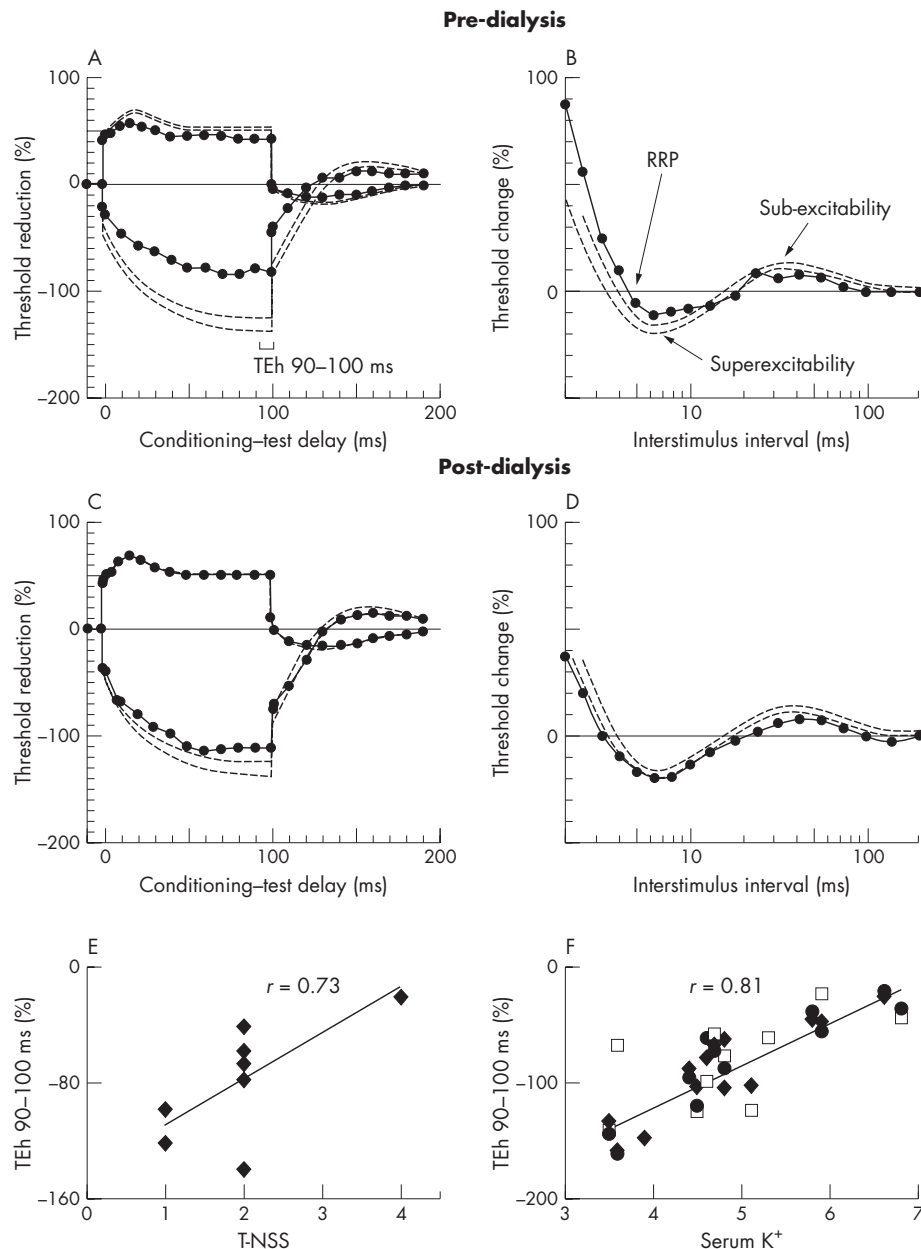 Pre-dialysis
A
100
0
–100
–200
Threshold reduction (%)
TEh 90–100 ms
0
100
200
Conditioning–test delay (ms)
B
100
0
Threshold change (%)
RRP
Sub-excitability
Superexcitability
10
100
Interstimulus interval (ms)
Post-dialysis
C
100
0
–100
–200
Threshold reduction (%)
0
100
200
Conditioning–test delay (ms)
D
100
0
Threshold change (%)
10
100
Interstimulus interval (ms)
E
0
–80
–160
TEh 90–100 ms (%)
r = 0.73
0
1
2
3
4
T-NSS
F
0
–100
–200
TEh 90–100 ms (%)
r = 0.81
3
4
5
6
7
Serum K+